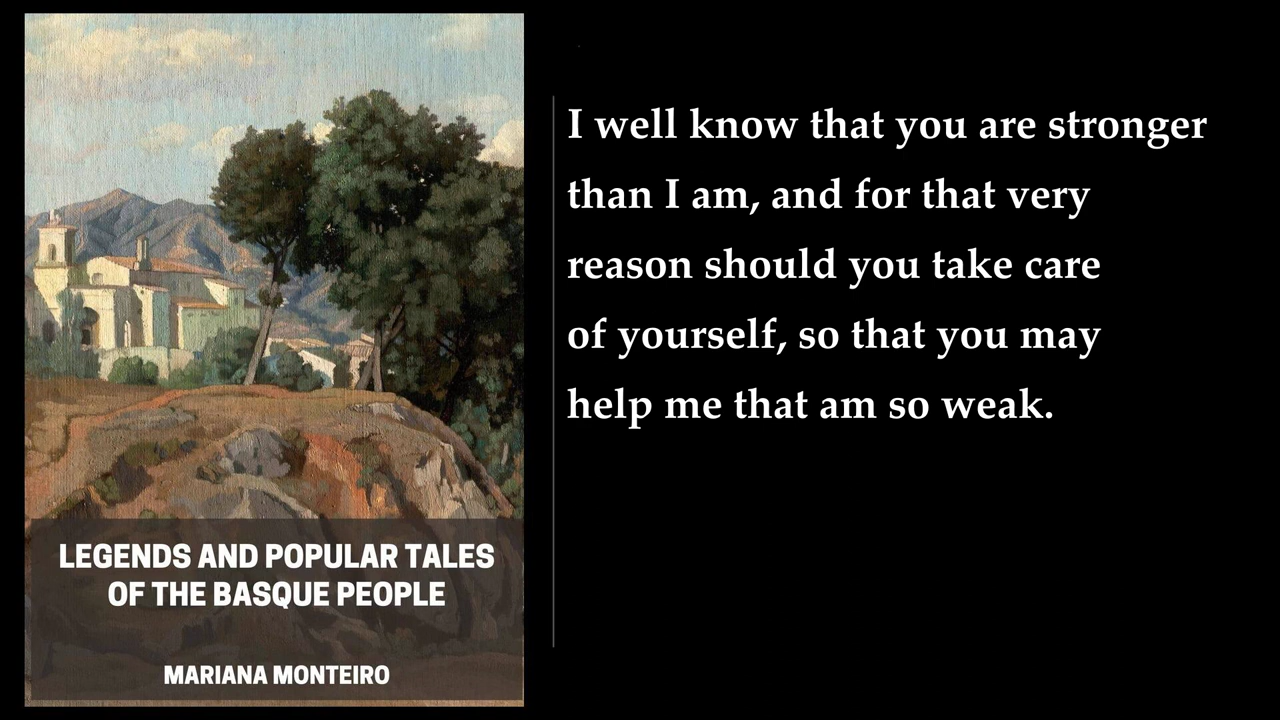 I well know that you are stronger
than I am, and for that very
reason should you take care
of yourself, so that you may
help me that am so weak.
LEGENDS AND POPULAR TALES
OF THE BASQUE PEOPLE
MARIANA MONTEIRO